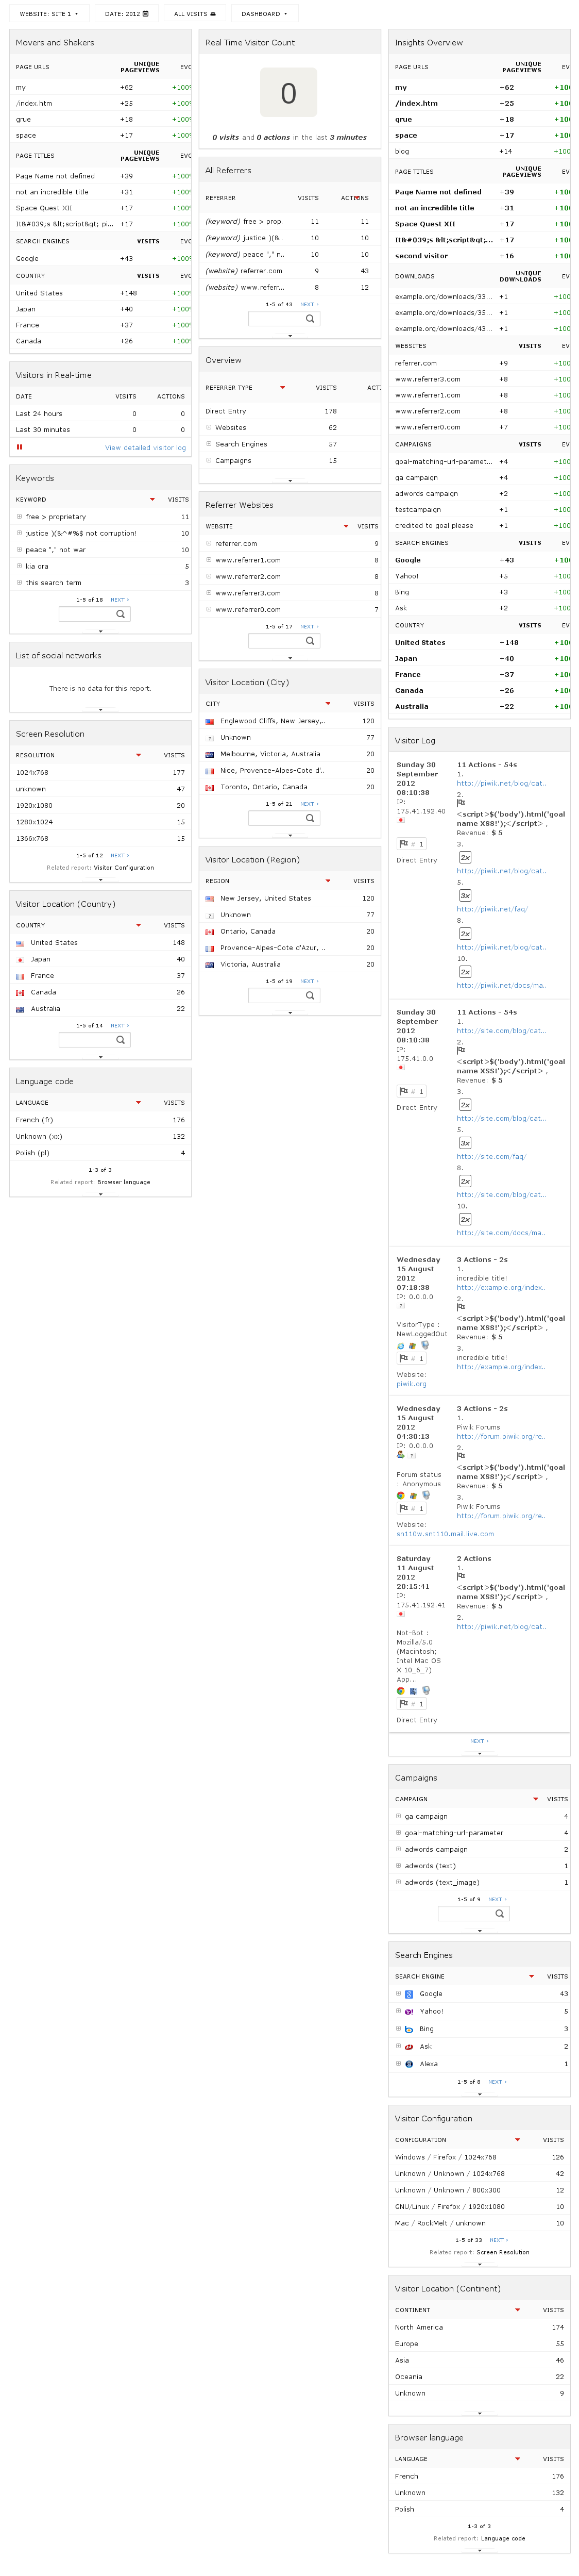 WEBSITE: SITE 1
DATE: 2012
ALL VISITS
DASHBOARD
Movers and Shakers
PAGE URLS UNIQUE PAGEVIEWS EVO
my +62 +100%
/index.htm +25 +100%
grue +18 +100%
space +17 +100%
PAGE TITLES UNIQUE PAGEVIEWS EVO
Page Name not defined +39 +100%
not an incredible title +31 +100%
Space Quest XII +17 +100%
It&#039;s &lt;script&gt; pi... +17 +100%
SEARCH ENGINES VISITS EVO
Google +43 +100%
COUNTRY VISITS EVO
United States +148 +100%
Japan +40 +100%
France +37 +100%
Canada +26 +100%
Visitors in Real-time
DATE VISITS ACTIONS
Last 24 hours 0 0
Last 30 minutes 0 0
View detailed visitor log
Keywords
KEYWORD VISITS
free > proprietary 11
justice )(&^#%$ not corruption! 10
peace "," not war 10
kia ora 5
this search term 3
1-5 of 18 NEXT ›
List of social networks
There is no data for this report.
Screen Resolution
RESOLUTION VISITS
1024x768 177
unknown 47
1920x1080 20
1280x1024 15
1366x768 15
1-5 of 12 NEXT ›
Related report: Visitor Configuration
Visitor Location (Country)
COUNTRY VISITS
United States 148
Japan 40
France 37
Canada 26
Australia 22
1-5 of 14 NEXT ›
Language code
LANGUAGE VISITS
French (fr) 176
Unknown (xx) 132
Polish (pl) 4
1-3 of 3
Related report: Browser language
Real Time Visitor Count
0
0 visits and 0 actions in the last 3 minutes
All Referrers
REFERRER VISITS ACTIONS
(keyword) free > prop.. 11 11
(keyword) justice )(&.. 10 10
(keyword) peace "," n.. 10 10
(website) referrer.com 9 43
(website) www.referr... 8 12
1-5 of 43 NEXT ›
Overview
REFERRER TYPE VISITS ACT:
Direct Entry 178
Websites 62
Search Engines 57
Campaigns 15
Referrer Websites
WEBSITE VISITS
referrer.com 9
www.referrer1.com 8
www.referrer2.com 8
www.referrer3.com 8
www.referrer0.com 7
1-5 of 17 NEXT ›
Visitor Location (City)
CITY VISITS
Englewood Cliffs, New Jersey,.. 120
Unknown 77
Melbourne, Victoria, Australia 20
Nice, Provence-Alpes-Cote d'.. 20
Toronto, Ontario, Canada 20
1-5 of 21 NEXT ›
Visitor Location (Region)
REGION VISITS
New Jersey, United States 120
Unknown 77
Ontario, Canada 20
Provence-Alpes-Cote d'Azur, .. 20
Victoria, Australia 20
1-5 of 19 NEXT ›
Insights Overview
PAGE URLS UNIQUE PAGEVIEWS EV
my +62 +100
/index.htm +25 +100
grue +18 +100
space +17 +100
blog +14 +100
PAGE TITLES UNIQUE PAGEVIEWS EV
Page Name not defined +39 +100
not an incredible title +31 +100
Space Quest XII +17 +100
It&#039;s &lt;script&gt;... +17 +100
second visitor +16 +100
DOWNLOADS UNIQUE DOWNLOADS EV
example.org/downloads/33... +1 +100
example.org/downloads/35... +1 +100
example.org/downloads/43... +1 +100
WEBSITES VISITS EV
referrer.com +9 +100
www.referrer3.com +8 +100
www.referrer1.com +8 +100
www.referrer2.com +8 +100
www.referrer0.com +7 +100
CAMPAIGNS VISITS EV
goal-matching-url-paramet... +4 +100
ga campaign +4 +100
adwords campaign +2 +100
testcampaign +1 +100
credited to goal please +1 +100
SEARCH ENGINES VISITS EV
Google +43 +100
Yahoo! +5 +100
Bing +3 +100
Ask +2 +100
COUNTRY VISITS EV
United States +148 +100
Japan +40 +100
France +37 +100
Canada +26 +100
Australia +22 +100
Visitor Log
Sunday 30 September 2012 08:10:38
IP: 175.41.192.40
# 1
Direct Entry
11 Actions - 54s
1.
http://piwik.net/blog/cat..
2.
<script>$('body').html('goal name XSS!');</script> ,
Revenue: $ 5
3.
2x
http://piwik.net/blog/cat..
5.
3x
http://piwik.net/faq/
8.
2x
http://piwik.net/blog/cat..
10.
2x
http://piwik.net/docs/ma..
Sunday 30 September 2012 08:10:38
IP: 175.41.0.0
# 1
Direct Entry
11 Actions - 54s
1.
http://site.com/blog/cat...
2.
<script>$('body').html('goal name XSS!');</script> ,
Revenue: $ 5
3.
2x
http://site.com/blog/cat...
5.
3x
http://site.com/faq/
8.
2x
http://site.com/blog/cat...
10.
2x
http://site.com/docs/ma..
Wednesday 15 August 2012 07:18:38
IP: 0.0.0.0
VisitorType : NewLoggedOut
# 1
Website: piwik.org
3 Actions - 2s
1.
incredible title!
http://example.org/index..
2.
<script>$('body').html('goal name XSS!');</script> ,
Revenue: $ 5
3.
incredible title!
http://example.org/index..
Wednesday 15 August 2012 04:30:13
IP: 0.0.0.0
Forum status : Anonymous
# 1
Website: sn110w.snt110.mail.live.com
3 Actions - 2s
1.
Piwik Forums
http://forum.piwik.org/re..
2.
<script>$('body').html('goal name XSS!');</script> ,
Revenue: $ 5
3.
Piwik Forums
http://forum.piwik.org/re..
Saturday 11 August 2012 20:15:41
IP: 175.41.192.41
Not-Bot : Mozilla/5.0 (Macintosh; Intel Mac OS X 10_6_7) App...
# 1
Direct Entry
2 Actions
1.
<script>$('body').html('goal name XSS!');</script> ,
Revenue: $ 5
2.
http://piwik.net/blog/cat..
NEXT ›
Campaigns
CAMPAIGN VISITS
ga campaign 4
goal-matching-url-parameter 4
adwords campaign 2
adwords (text) 1
adwords (text_image) 1
1-5 of 9 NEXT ›
Search Engines
SEARCH ENGINE VISITS
Google 43
Yahoo! 5
Bing 3
Ask 2
Alexa 1
1-5 of 8 NEXT ›
Visitor Configuration
CONFIGURATION VISITS
Windows / Firefox / 1024x768 126
Unknown / Unknown / 1024x768 42
Unknown / Unknown / 800x300 12
GNU/Linux / Firefox / 1920x1080 10
Mac / RockMelt / unknown 10
1-5 of 33 NEXT ›
Related report: Screen Resolution
Visitor Location (Continent)
CONTINENT VISITS
North America 174
Europe 55
Asia 46
Oceania 22
Unknown 9
Browser language
LANGUAGE VISITS
French 176
Unknown 132
Polish 4
1-3 of 3
Related report: Language code